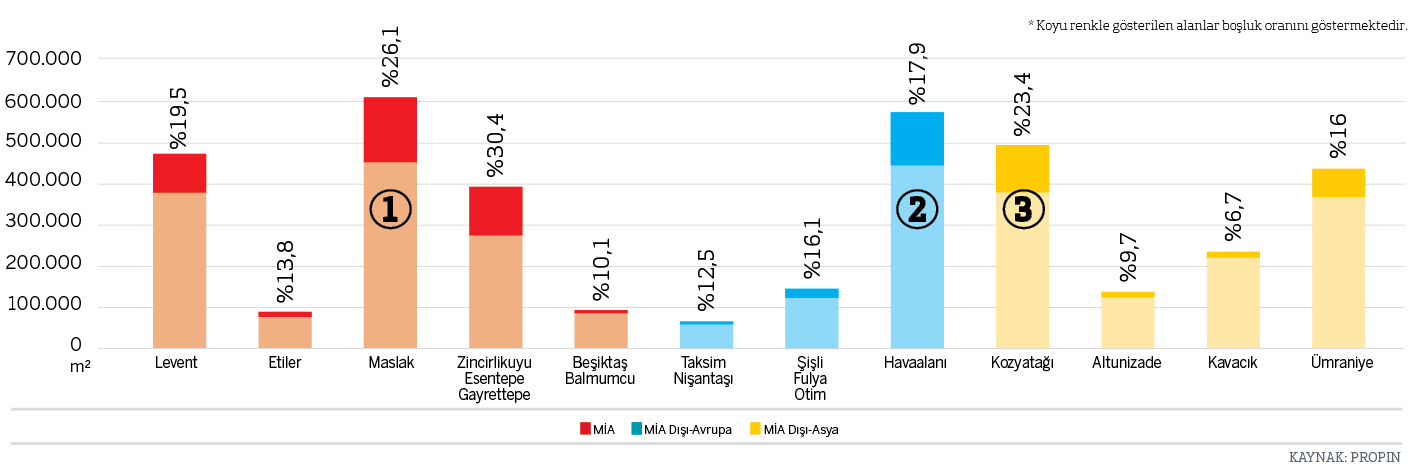 * Koyu renkle gösterilen alanlar boşluk oranını göstermektedir.
700.000
600.000
500.000
400.000
300.000
200.000
100.000
0
m²
%19,5
%13,8
%26,1
%30,4
%10,1
%12,5
%16,1
%17,9
%23,4
%9,7
%6,7
%16
1
2
3
Levent
Etiler
Maslak
Zincirlikuyu
Esentepe
Gayrettepe
Beşiktaş
Balmumcu
Taksim
Nişantaşı
Şişli
Fulya
Otim
Havaalanı
Kozyatağı
Altunizade
Kavacık
Ümraniye
MİA
MİA Dışı-Avrupa
MİA Dışı-Asya
KAYNAK: PROPIN